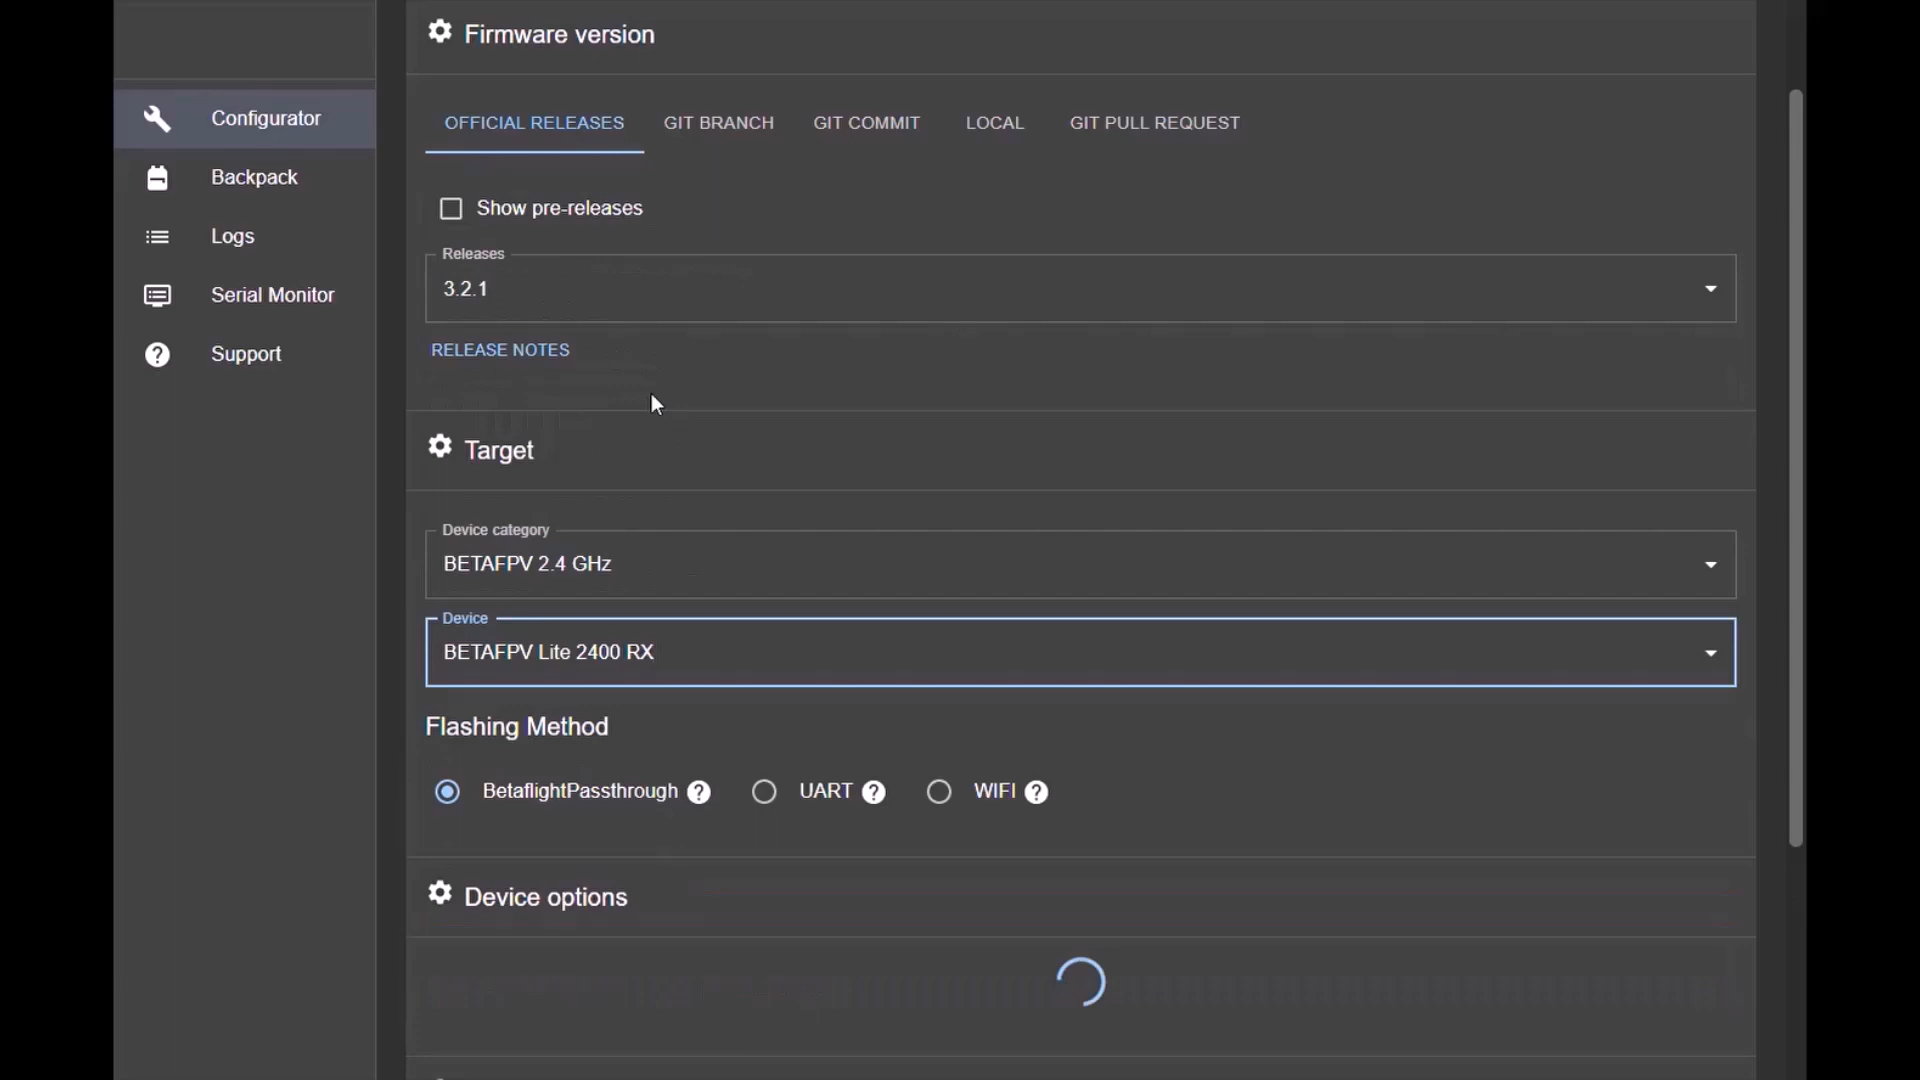 Firmware version
Configurator
Backpack
Logs
Serial Monitor
Support
OFFICIAL RELEASES GIT BRANCH GIT COMMIT LOCAL GIT PULL REQUEST
Show pre-releases
Releases
3.2.1
RELEASE NOTES
Target
Device category
BETAFPV 2.4 GHz
Device
BETAFPV Lite 2400 RX
Flashing Method
BetaflightPassthrough ? UART ? WIFI ?
Device options